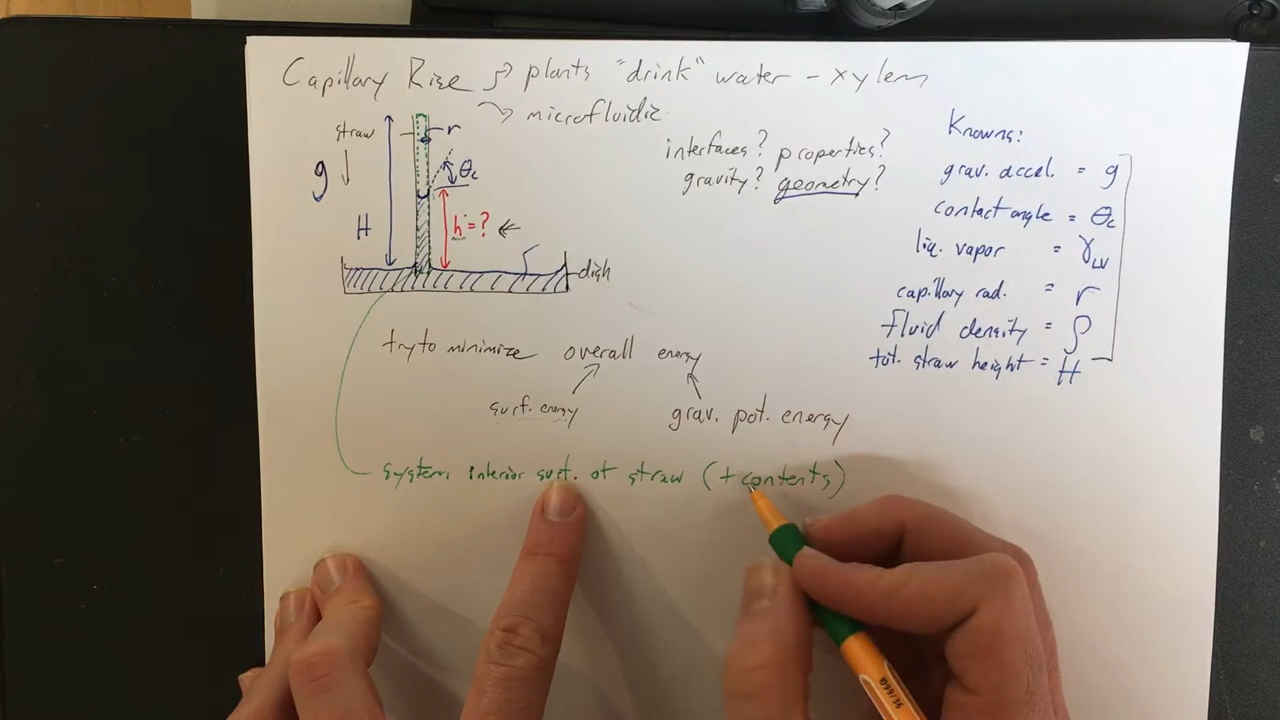 Capillary Rise plants "drink" water - xylem
microfluidic
straw
r
g
θc
H
h = ?
dish
interfaces? properties?
gravity? geometry?
Knowns:
grav. accel. = g
contact angle = θc
liq. vapor = γLV
capillary rad. = r
fluid density = ρ
tot. straw height = H
try to minimize overall energy
surf. energy
grav. pot. energy
system interior surf. of straw (+ contents)
1099/36